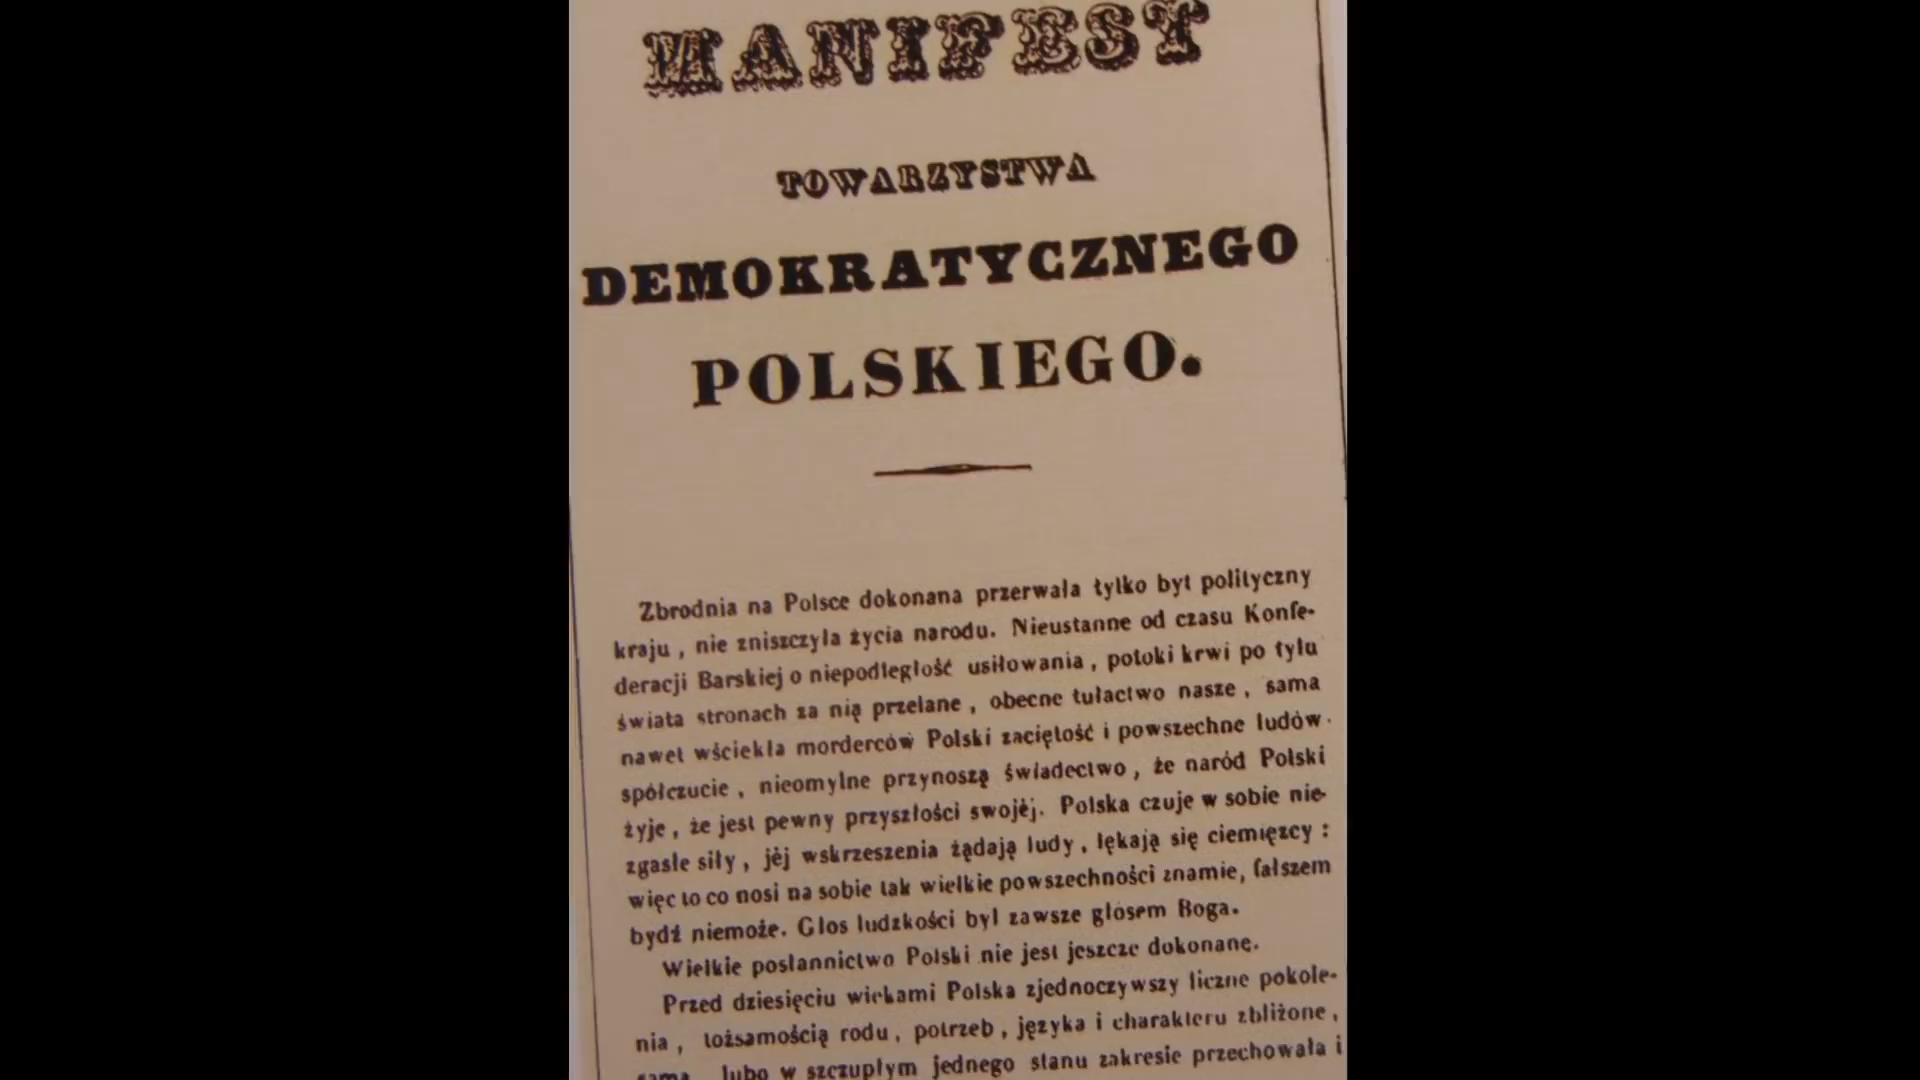 MANIFEST
TOWARZYSTWA
DEMOKRATYCZNEGO
POLSKIEGO.
Zbrodnia na Polsce dokonana przerwała tylko byt polityczny
kraju, nie zniszczyła życia narodu. Nieustanne od czasu Konfe-
deracji Barskiej o niepodległość usiłowania, potoki krwi po tylu
świata stronach za nią przelane, obecne tułactwo nasze, sama
nawet wściekła morderców Polski zaciętość i powszechne ludów
spółczucie, nieomylne przynoszą świadectwo, że naród Polski
żyje, że jest pewny przyszłości swojéj. Polska czuje w sobie nie-
zgasłe siły, jéj wskrzeszenia żądają ludy, lękają się ciemięzcy:
więc to co nosi na sobie tak wielkie powszechności znamie, fałszem
bydź niemoże. Głos ludzkości był zawsze głosem Boga.
Wielkie posłannictwo Polski nie jest jeszcze dokonane.
Przed dziesięciu wiekami Polska zjednoczywszy liczne pokole-
nia, tożsamością rodu, potrzeb, języka i charakteru zbliżone,
sama, lubo w szczupłym jednego stanu zakresie przechowała i